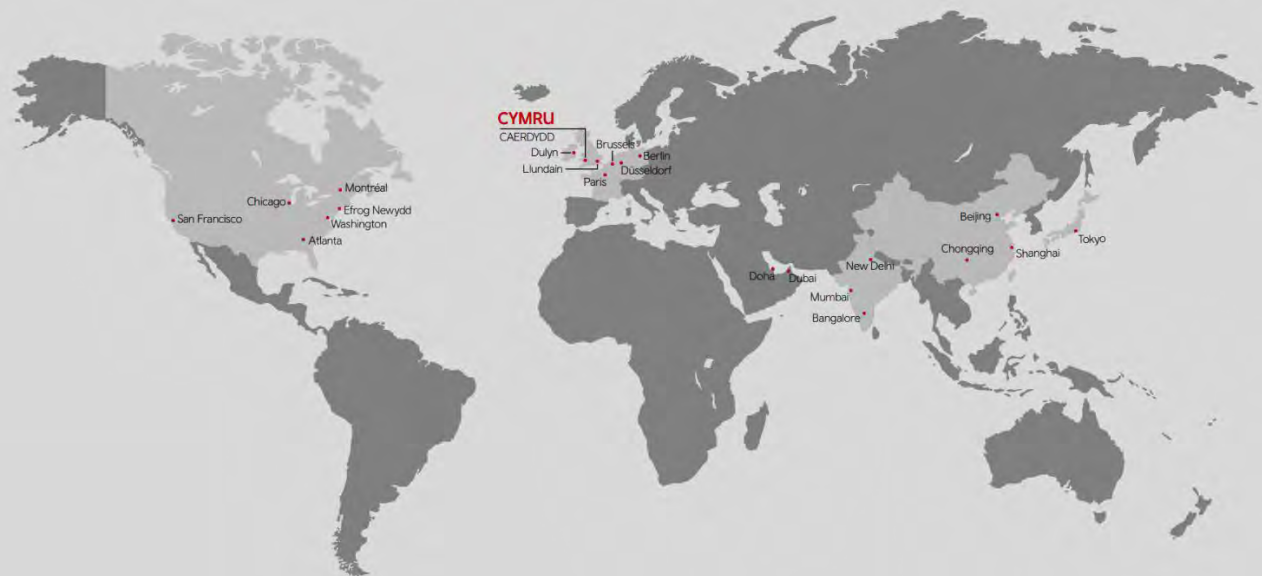 CYMRU
CAERDYDD
Dulyn
Llundain
Brussels
Berlin
Düsseldorf
Paris
Montréal
Chicago
Efrog Newydd
San Francisco
Washington
Atlanta
Beijing
Tokyo
Chongqing
Shanghai
New Delhi
Doha
Dubai
Mumbai
Bangalore